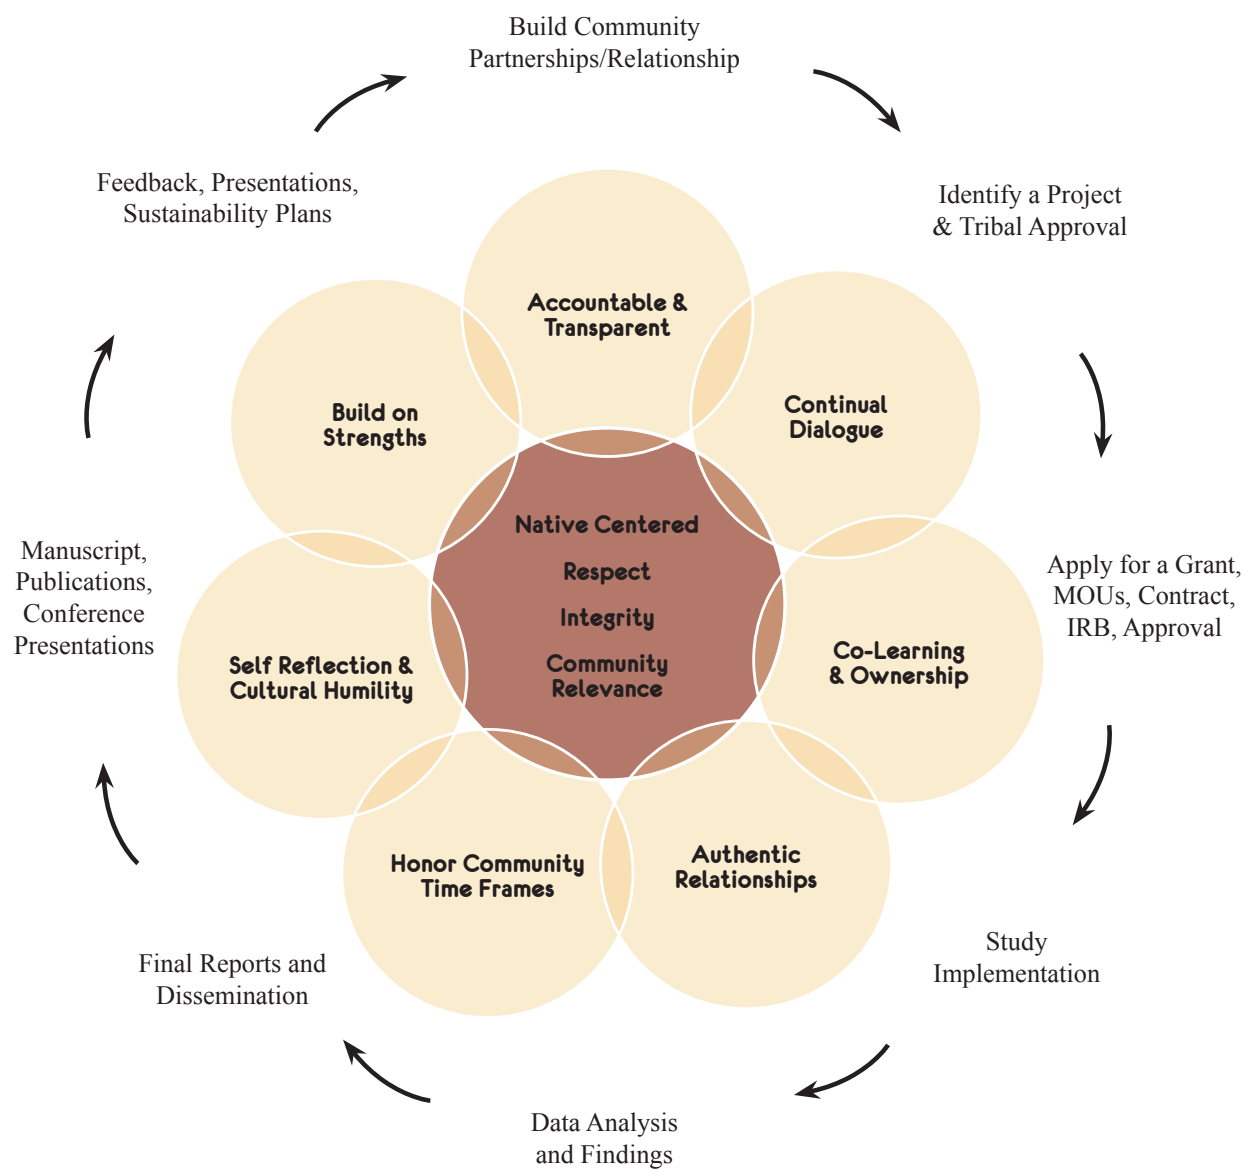 Build Community
Partnerships/Relationship
Identify a Project
& Tribal Approval
Apply for a Grant,
MOUs, Contract,
IRB, Approval
Study
Implementation
Data Analysis
and Findings
Final Reports and
Dissemination
Manuscript,
Publications,
Conference
Presentations
Feedback, Presentations,
Sustainability Plans
Accountable &
Transparent
Continual
Dialogue
Co-Learning
& Ownership
Authentic
Relationships
Honor Community
Time Frames
Self Reflection &
Cultural Humility
Build on
Strengths
Native Centered
Respect
Integrity
Community
Relevance